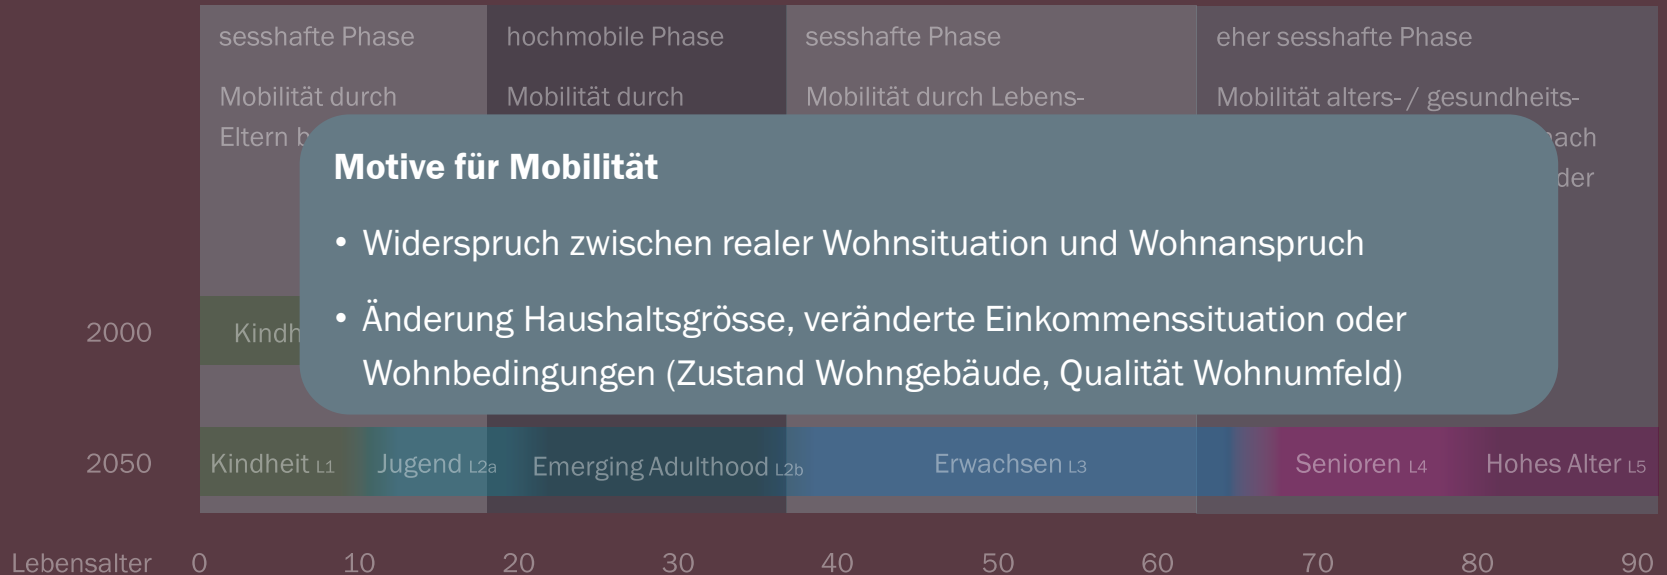 sesshafte Phase
Mobilität durch
Eltern
hochmobile Phase
Mobilität durch
sesshafte Phase
Mobilität durch Lebens-
eher sesshafte Phase
Mobilität alters- / gesundheits-
der
Motive für Mobilität
• Widerspruch zwischen realer Wohnsituation und Wohnanspruch
• Änderung Haushaltsgrösse, veränderte Einkommenssituation oder
Wohnbedingungen (Zustand Wohngebäude, Qualität Wohnumfeld)
2000
2050 Kindheit L1 Jugend L2a Emerging Adulthood L2b Erwachsen L3 Senioren L4 Hohes Alter L5
Lebensalter 0 10 20 30 40 50 60 70 80 90